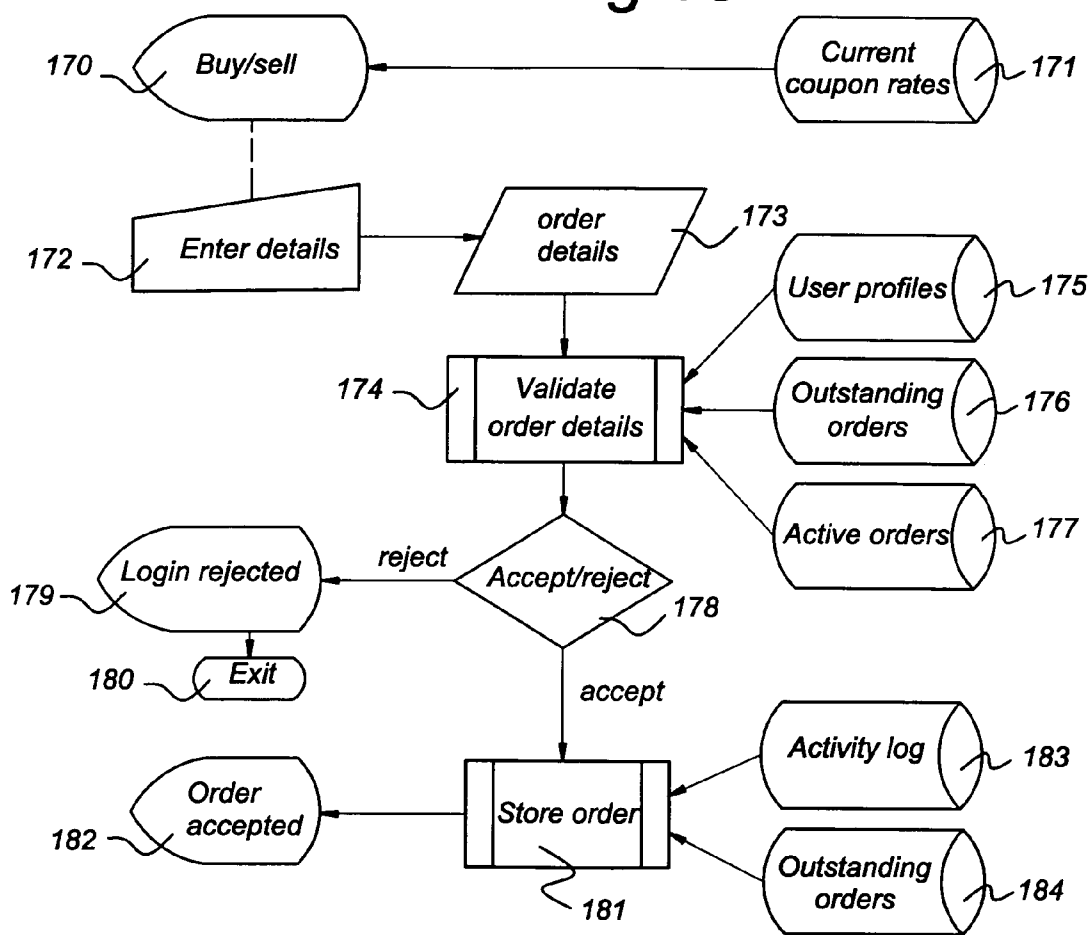 170
Buy/sell
Current
coupon rates
171
172
Enter details
order
details
173
User profiles
175
174
Validate
order details
Outstanding
orders
176
Active orders
177
reject
Login rejected
179
Accept/reject
178
180
Exit
accept
Activity log
183
Order
accepted
182
Store order
181
Outstanding
orders
184